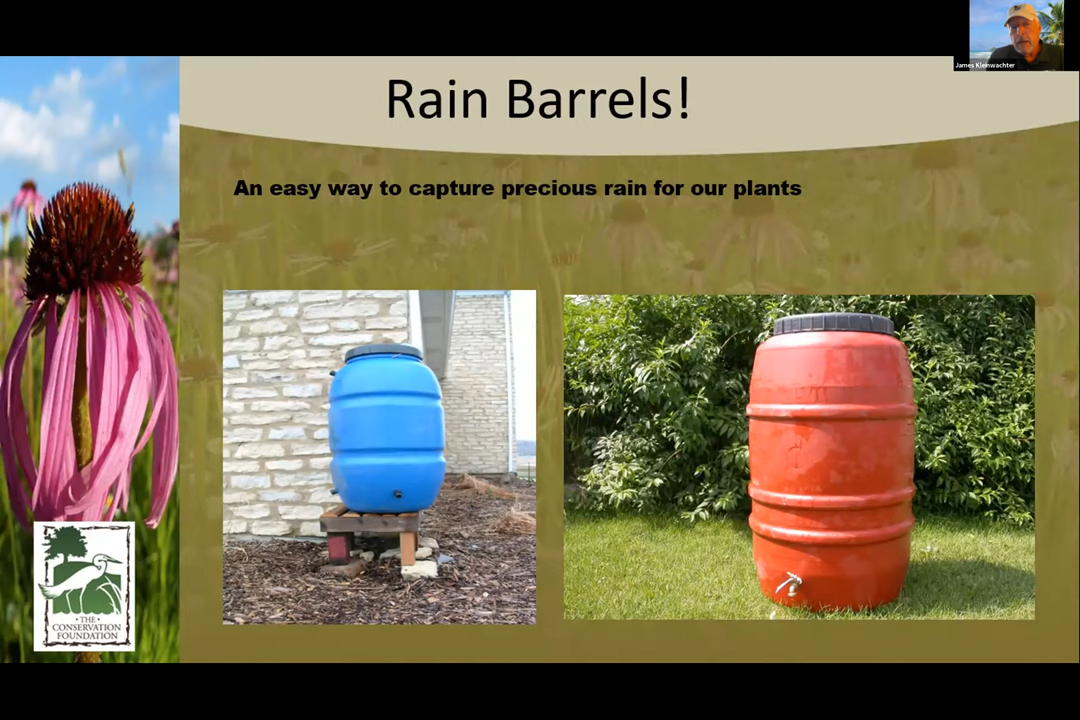 James Kleinwachter
Rain Barrels!
An easy way to capture precious rain for our plants
• THE
CONSERVATION
FOUNDATION